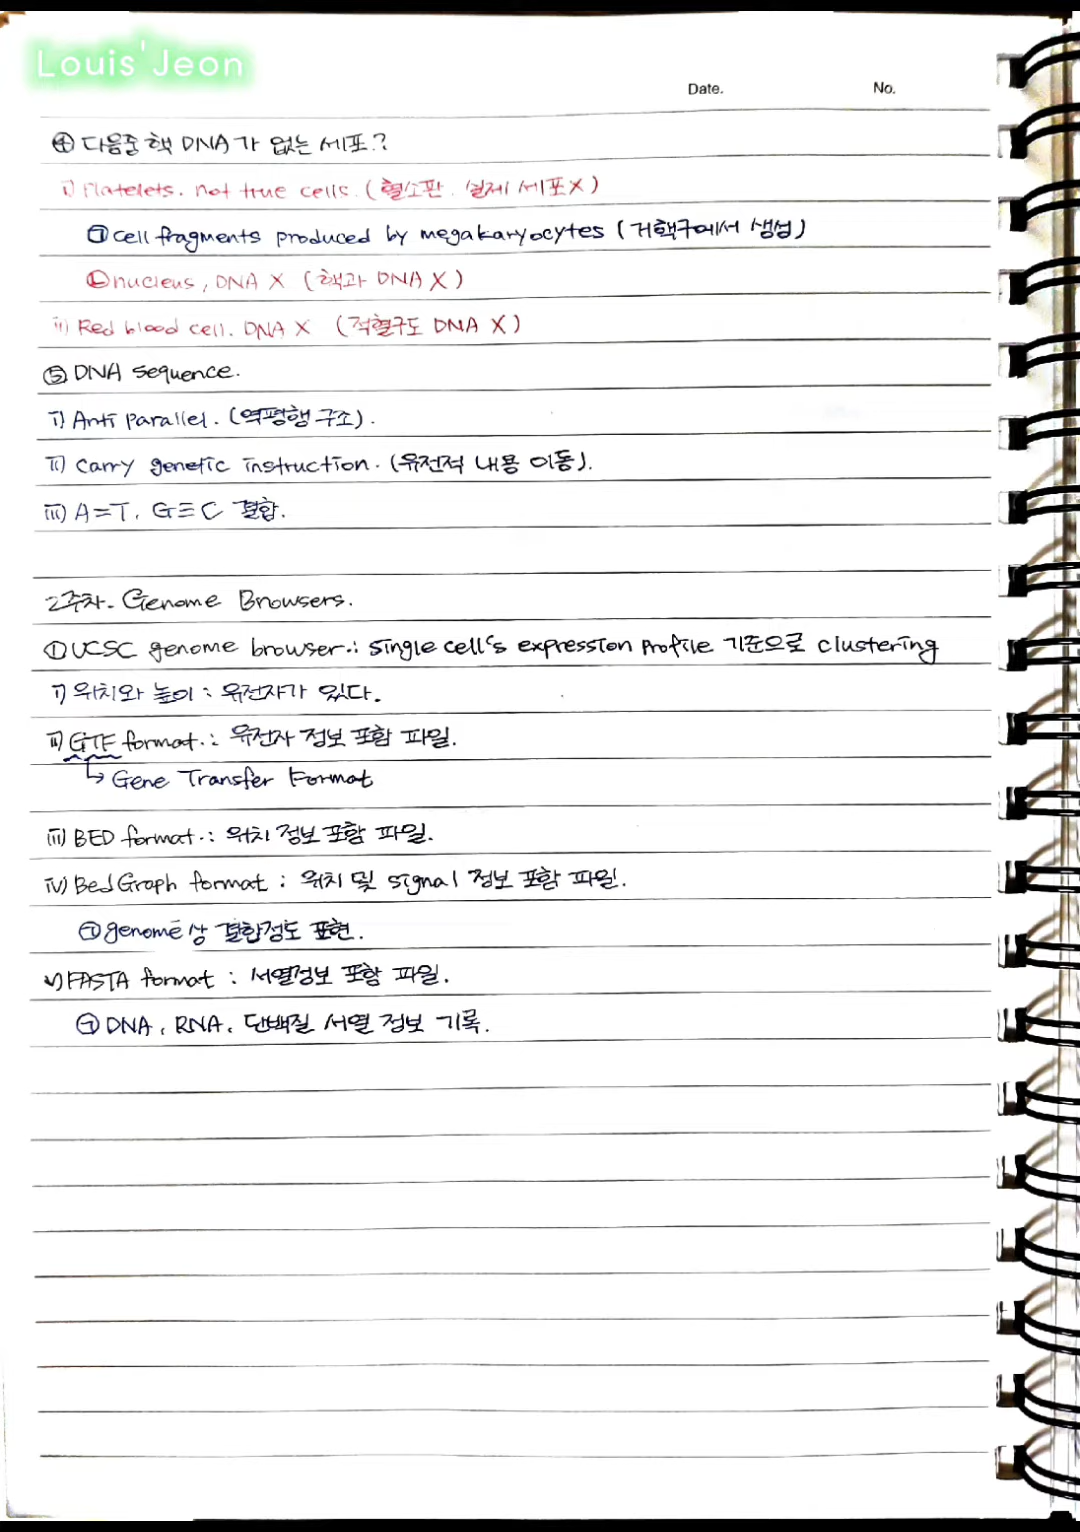 Louis'Jeon
Date. No.
④ 다음중 핵 DNA가 없는 세포?
i) Platelets. not true cells. (혈소판. 실제 세포X)
㉠ cell fragments produced by megakaryocytes (거핵구에서 생성)
㉡ nucleus, DNA X (핵과 DNA X)
ii) Red blood cell. DNA X (적혈구도 DNA X)
⑤ DNA sequence.
i) Anti parallel. (역평행 구조).
ii) Carry genetic instruction. (유전적 내용 이동).
iii) A=T, G≡C 결합.
2주차. Genome Browsers.
① UCSC genome browser.: Single cell's expression profile 기준으로 clustering
i) 위치와 높이 : 유전자가 있다.
ii) GTF format.: 유전자 정보 포함 파일.
↳ Gene Transfer Format
iii) BED format.: 위치 정보 포함 파일.
iv) BedGraph format : 위치 및 signal 정보 포함 파일.
㉠ genome 상 결합정도 표현.
v) FASTA format : 서열정보 포함 파일.
㉠ DNA, RNA, 단백질 서열 정보 기록.